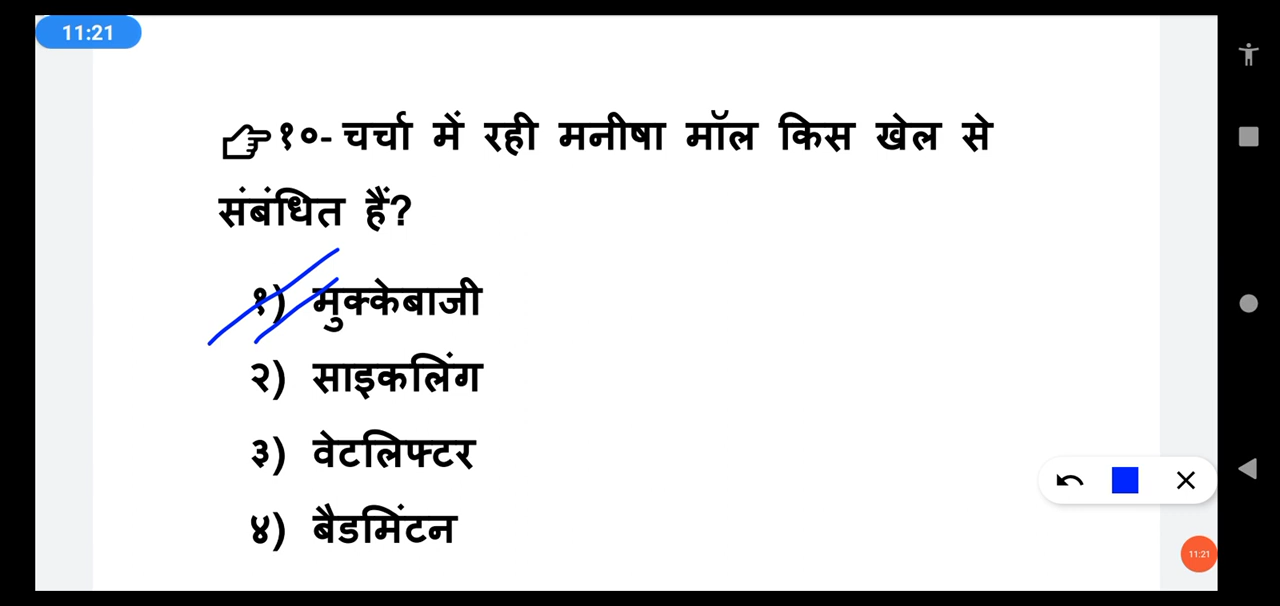 11:21
१०- चर्चा में रही मनीषा मॉल किस खेल से
संबंधित हैं?
१) मुक्केबाजी
२) साइकलिंग
३) वेटलिफ्टर
४) बैडमिंटन
11:21